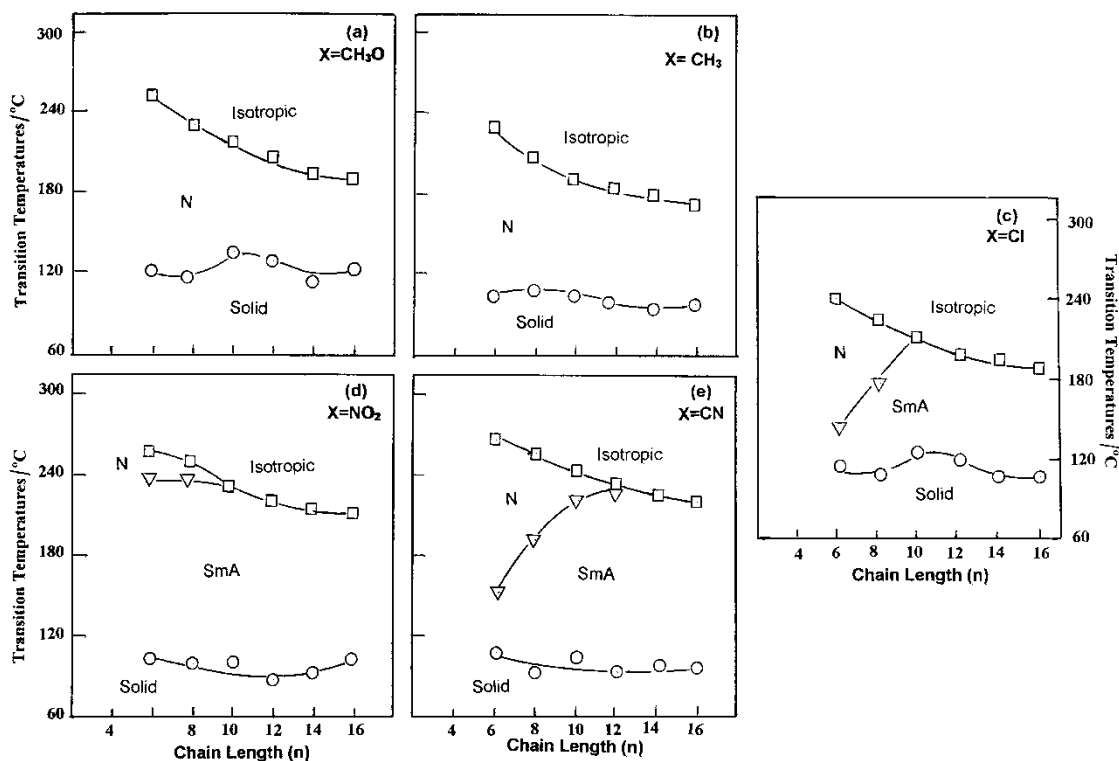 (a)
X=CH₃O
300
240
180
120
60
Transition Temperatures/°C
Isotropic
N
Solid
(b)
X= CH₃
Isotropic
N
Solid
(c)
X=Cl
300
240
180
120
60
Transition Temperatures/°C
Isotropic
N
SmA
Solid
4 6 8 10 12 14 16
Chain Length (n)
(d)
X=NO₂
300
240
180
120
60
Transition Temperatures/°C
N
Isotropic
SmA
Solid
4 6 8 10 12 14 16
Chain Length (n)
(e)
X=CN
Isotropic
N
SmA
Solid
4 6 8 10 12 14 16
Chain Length (n)